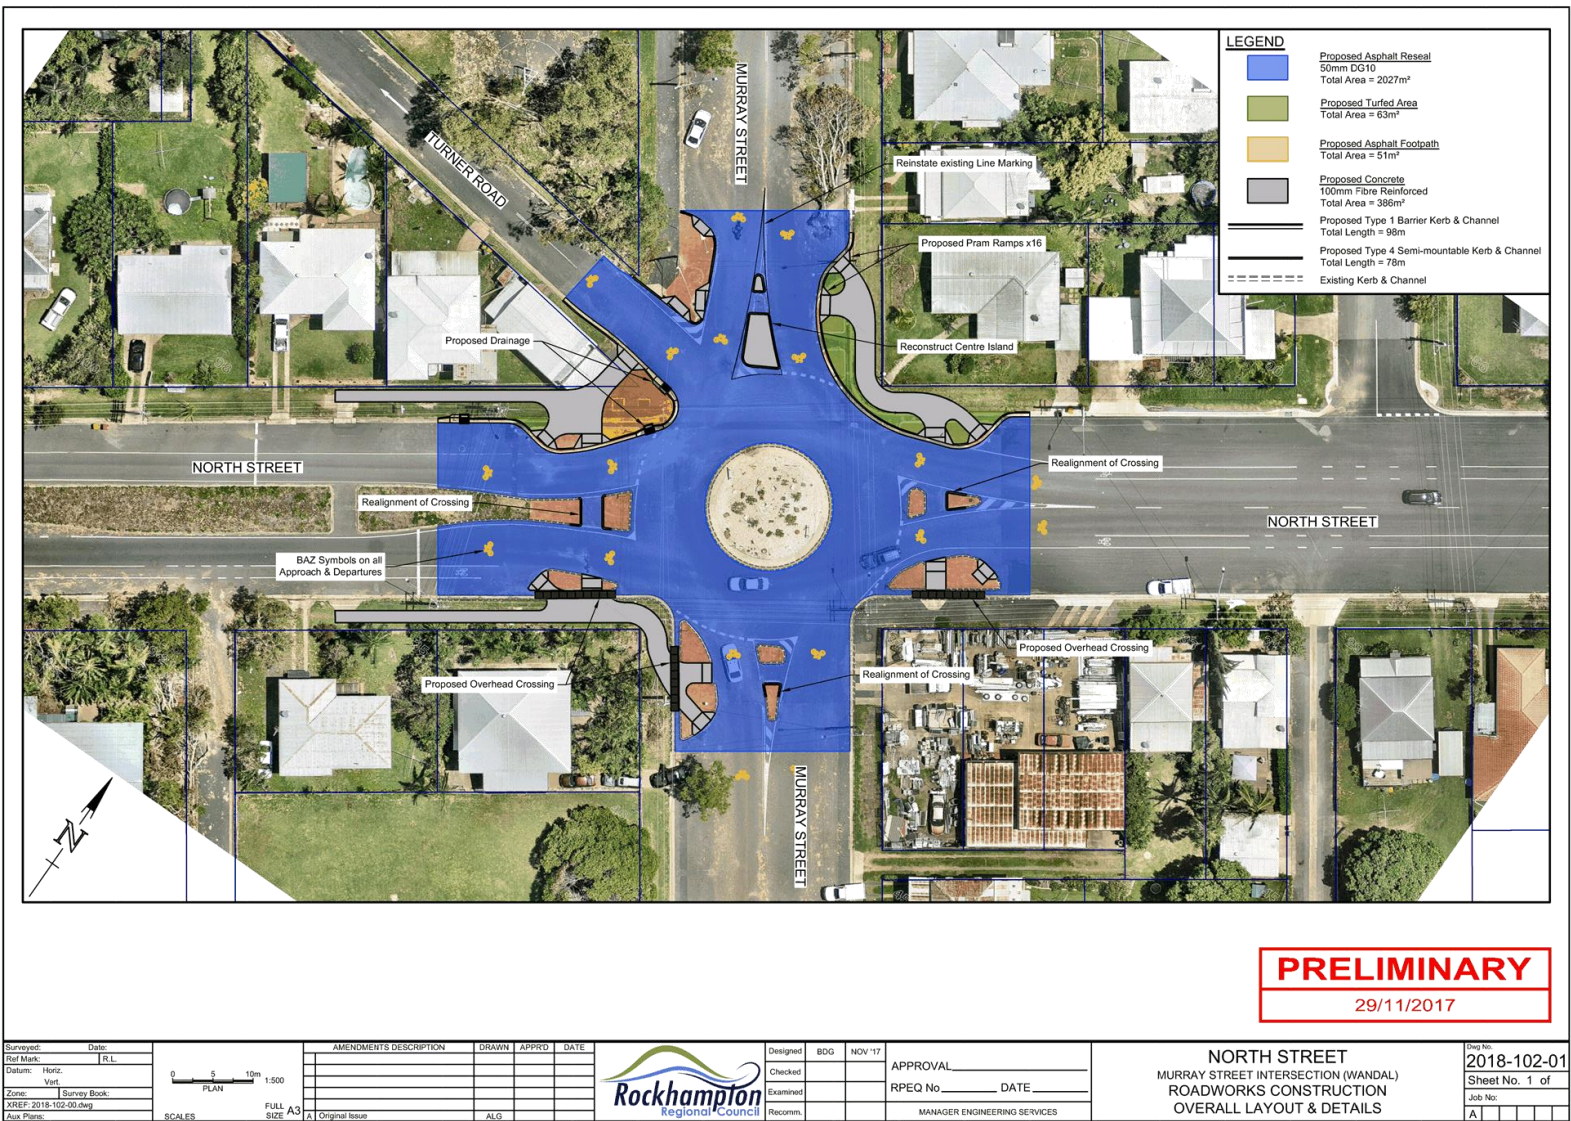 LEGEND
Proposed Asphalt Reseal
50mm DG10
Total Area = 2027m²
Proposed Turfed Area
Total Area = 63m²
Proposed Asphalt Footpath
Total Area = 51m²
Proposed Concrete
100mm Fibre Reinforced
Total Area = 386m²
Proposed Type 1 Barrier Kerb & Channel
Total Length = 98m
Proposed Type 4 Semi-mountable Kerb & Channel
Total Length = 78m
Existing Kerb & Channel
MURRAY STREET
TURNER ROAD
Reinstate existing Line Marking
Proposed Pram Ramps x16
Proposed Drainage
Reconstruct Centre Island
NORTH STREET
Realignment of Crossing
Realignment of Crossing
NORTH STREET
BAZ Symbols on all
Approach & Departures
Proposed Overhead Crossing
Proposed Overhead Crossing
Realignment of Crossing
MURRAY STREET
N
PRELIMINARY
29/11/2017
Surveyed: Date:
Ref Mark: R.L.
Datum: Horiz.
Vert.
Zone: Survey Book:
XREF: 2018-102-00.dwg
Aux Plans:
0 5 10m 1:500
PLAN
SCALES
FULL SIZE A3
AMENDMENTS DESCRIPTION DRAWN APPR'D DATE
A Original Issue ALG
Rockhampton
Regional Council
Designed BDG NOV '17
Checked
Examined
Recomm.
APPROVAL
RPEQ No DATE
MANAGER ENGINEERING SERVICES
NORTH STREET
MURRAY STREET INTERSECTION (WANDAL)
ROADWORKS CONSTRUCTION
OVERALL LAYOUT & DETAILS
Dwg No.
2018-102-01
Sheet No. 1 of
Job No:
A